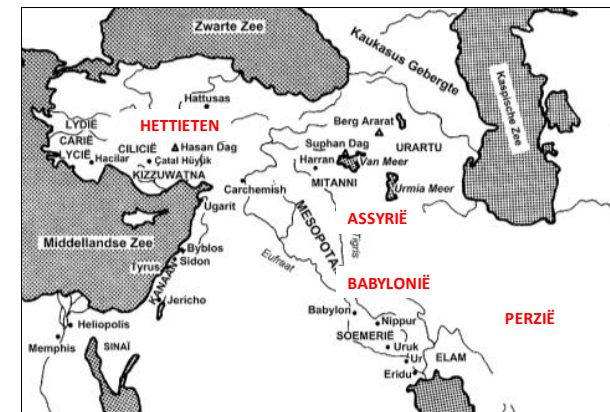 Zwarte Zee
Kaukasus Gebergte
Kaspische Zee
Hattusas
LYDIË
HETTIETEN
Berg Ararat
CARIË
CILICIË
Hasan Dag
Suphan Dag
URARTU
LYCIË
Hacilar
Çatal Hüyük
Harran
Van Meer
KIZZUWATNA
MITANNI
Carchemish
Urmia Meer
Ugarit
MESOPOTA
ASSYRIË
Middellandse Zee
Tigris
Byblos
Eufraat
Sidon
Tyrus
KANAAN
BABYLONIË
Jericho
Babylon
Nippur
PERZIË
Heliopolis
SOEMERIË
Memphis
SINAÏ
Uruk
Ur
ELAM
Eridu